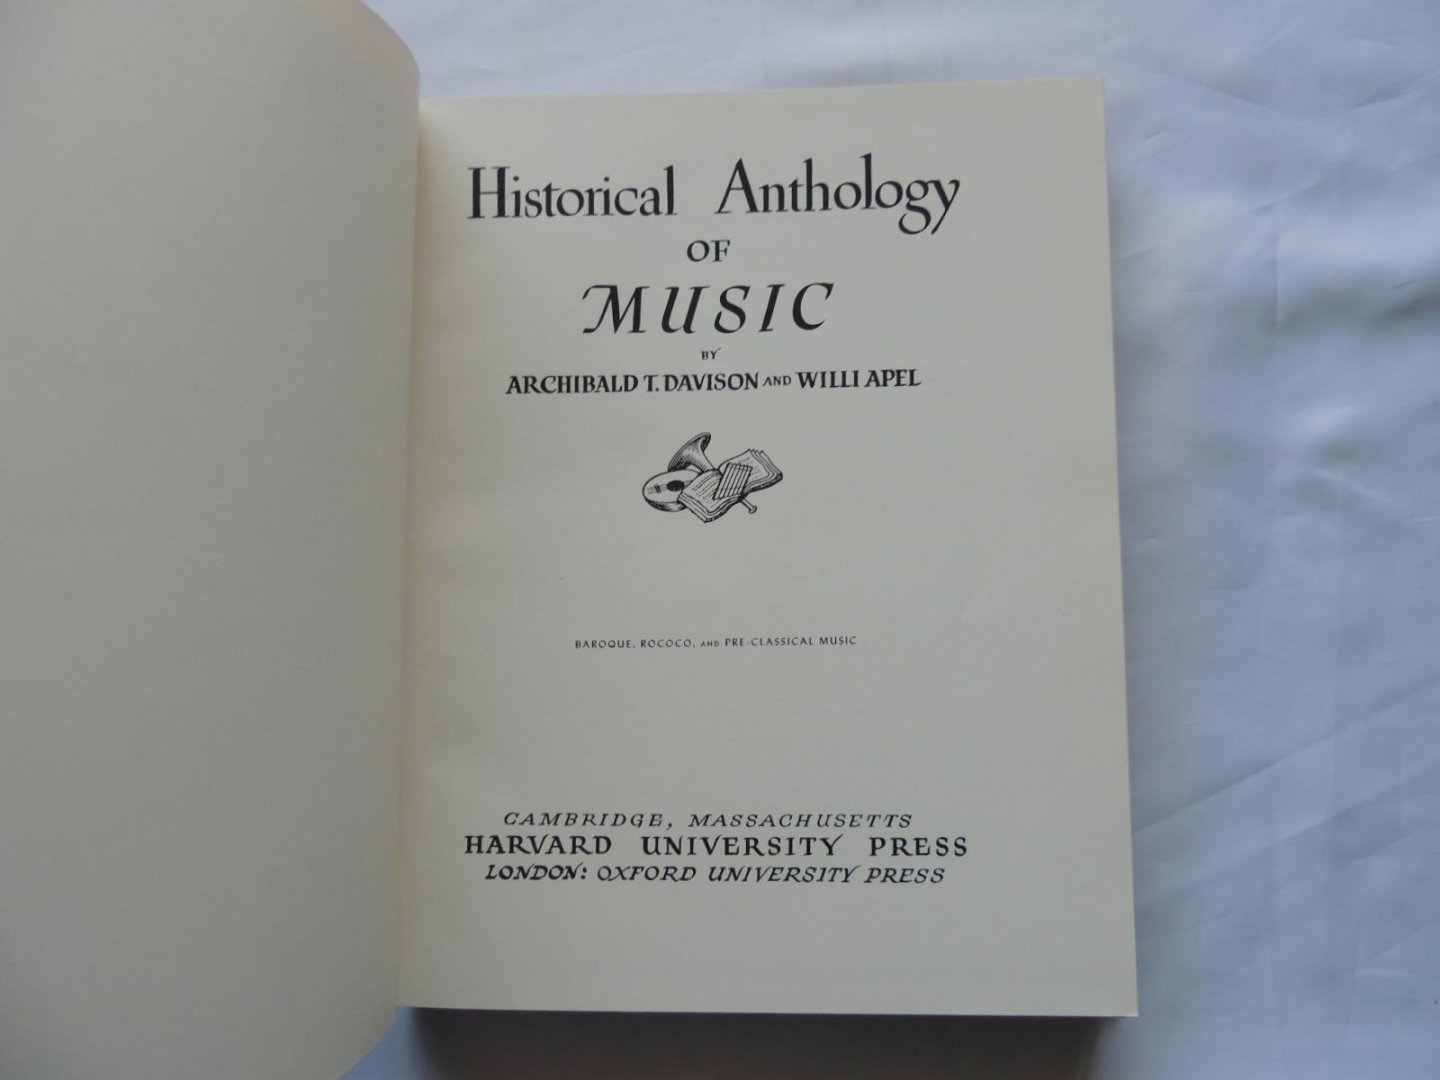 Historical Anthology
OF
MUSIC
BY
ARCHIBALD T. DAVISON AND WILLI APEL
BAROQUE, ROCOCO, AND PRE-CLASSICAL MUSIC
CAMBRIDGE, MASSACHUSETTS
HARVARD UNIVERSITY PRESS
LONDON: OXFORD UNIVERSITY PRESS